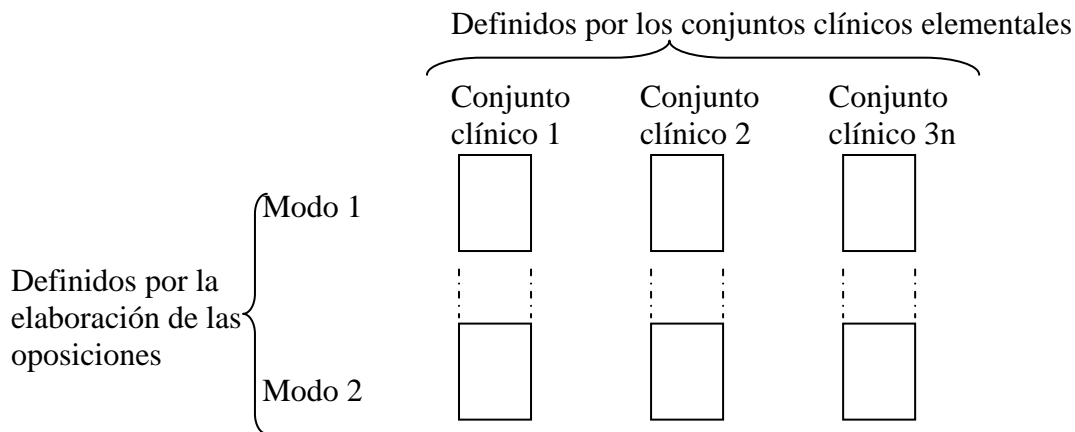 Definidos por los conjuntos clínicos elementales
Conjunto
clínico 1
Conjunto
clínico 2
Conjunto
clínico 3n
Modo 1
Definidos por la
elaboración de las
oposiciones
Modo 2